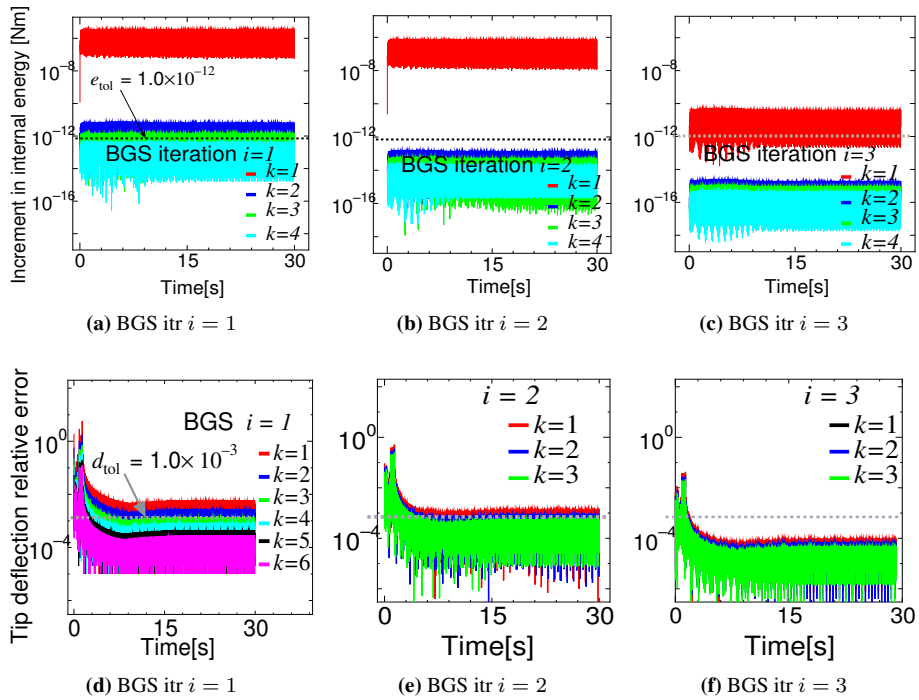 Increment in internal energy [Nm]
10⁻⁸
10⁻¹²
10⁻¹⁶
e_tol = 1.0×10⁻¹²
BGS iteration i=1
k=1
k=2
k=3
k=4
0 15 30
Time[s]
(a) BGS itr i = 1
10⁻⁸
10⁻¹²
10⁻¹⁶
BGS iteration i=2
k=1
k=2
k=3
k=4
0 15 30
Time[s]
(b) BGS itr i = 2
10⁻⁸
10⁻¹²
10⁻¹⁶
BGS iteration i=3
k=1
k=2
k=3
k=4
0 15 30
Time[s]
(c) BGS itr i = 3
Tip deflection relative error
10⁰
10⁻⁴
BGS i = 1
d_tol = 1.0×10⁻³
k=1
k=2
k=3
k=4
k=5
k=6
0 15 30
Time[s]
(d) BGS itr i = 1
10⁰
10⁻⁴
i = 2
k=1
k=2
k=3
0 15 30
Time[s]
(e) BGS itr i = 2
10⁰
10⁻⁴
i = 3
k=1
k=2
k=3
0 15 30
Time[s]
(f) BGS itr i = 3